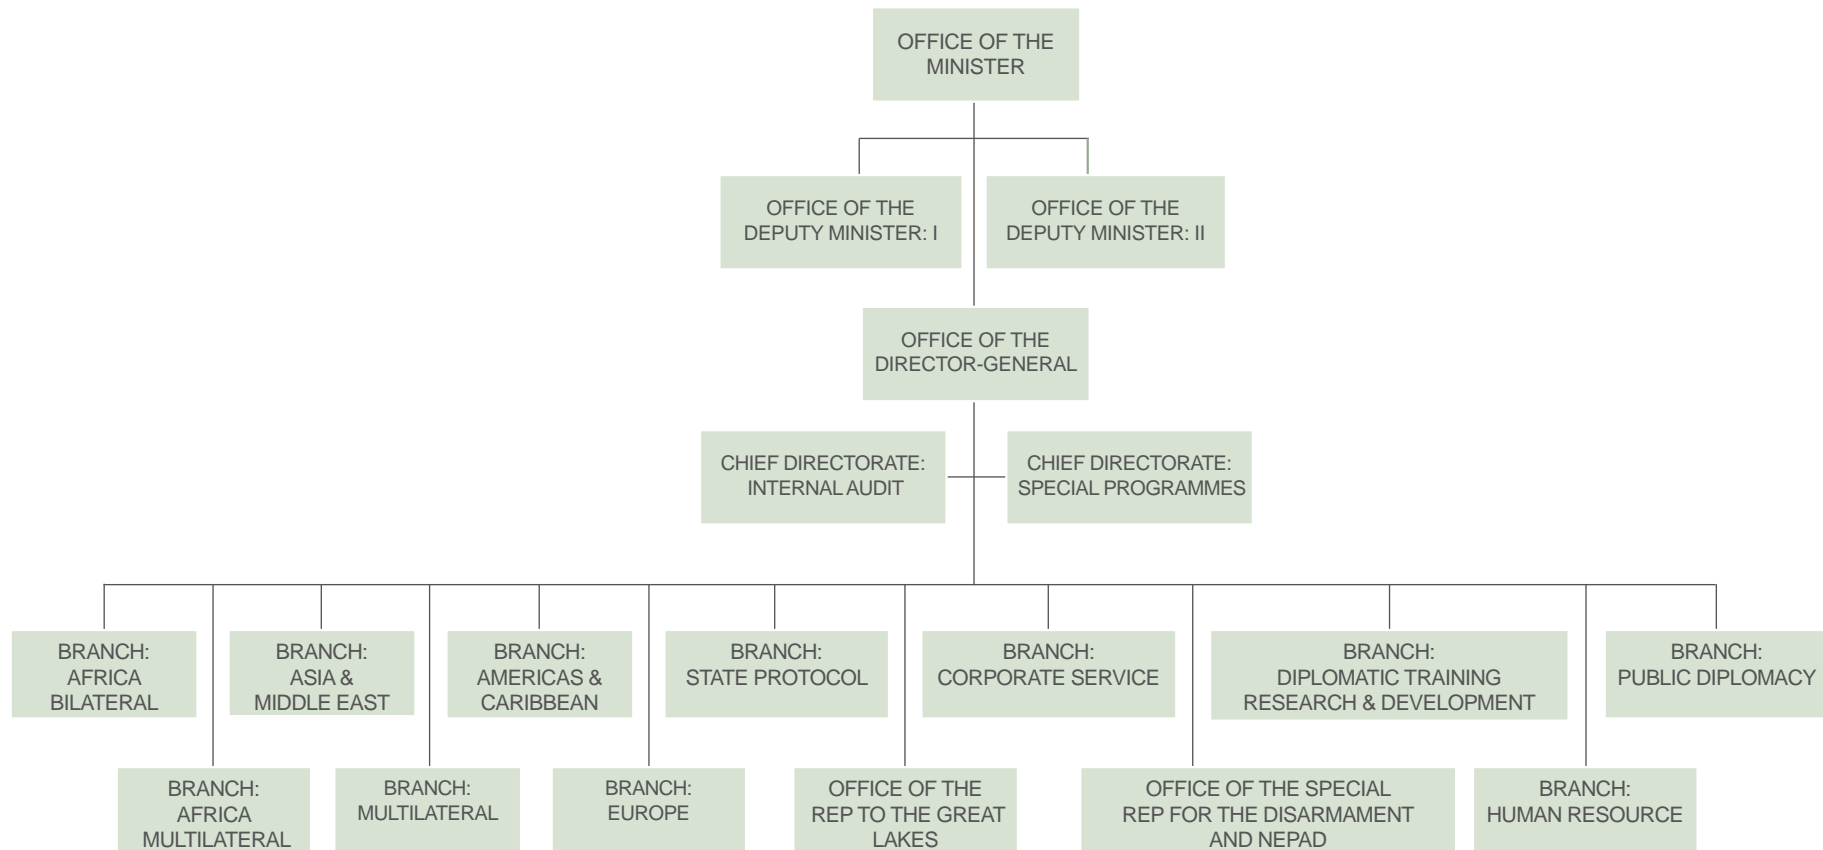 OFFICE OF THE
MINISTER
OFFICE OF THE
DEPUTY MINISTER: I
OFFICE OF THE
DEPUTY MINISTER: II
OFFICE OF THE
DIRECTOR-GENERAL
CHIEF DIRECTORATE:
INTERNAL AUDIT
CHIEF DIRECTORATE:
SPECIAL PROGRAMMES
BRANCH:
AFRICA
BILATERAL
BRANCH:
ASIA &
MIDDLE EAST
BRANCH:
AMERICAS &
CARIBBEAN
BRANCH:
STATE PROTOCOL
BRANCH:
CORPORATE SERVICE
BRANCH:
DIPLOMATIC TRAINING
RESEARCH & DEVELOPMENT
BRANCH:
PUBLIC DIPLOMACY
BRANCH:
AFRICA
MULTILATERAL
BRANCH:
MULTILATERAL
BRANCH:
EUROPE
OFFICE OF THE
REP TO THE GREAT
LAKES
OFFICE OF THE SPECIAL
REP FOR THE DISARMAMENT
AND NEPAD
BRANCH:
HUMAN RESOURCE